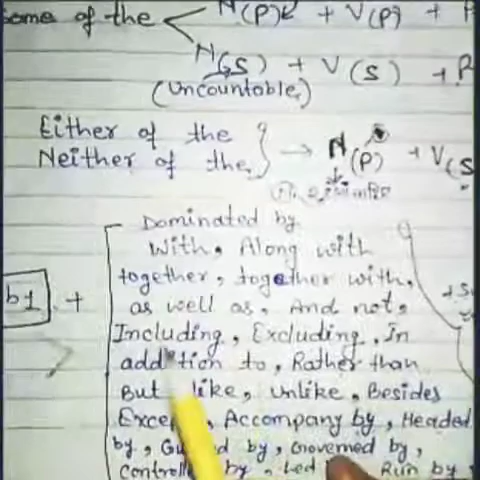 Some of the N(P) + V(P) +
N(S) + V(S) +
(Uncountable)
Either of the
Neither of the → N(P) + V(S
Dominated by
With, Along with
together, together with,
b1 + as well as, And not,
Including, Excluding, In
addition to, Rather than
But like, Unlike, Besides
Accompany by, Headed
by, by, Governed by,
by, Led Run by